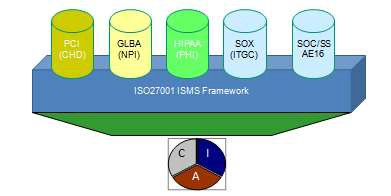 PCI
(CHD)
GLBA
(NPI)
HIPAA
(PHI)
SOX
(ITGC)
SOC/SS
AE16
ISO27001 ISMS Framework
C
I
A